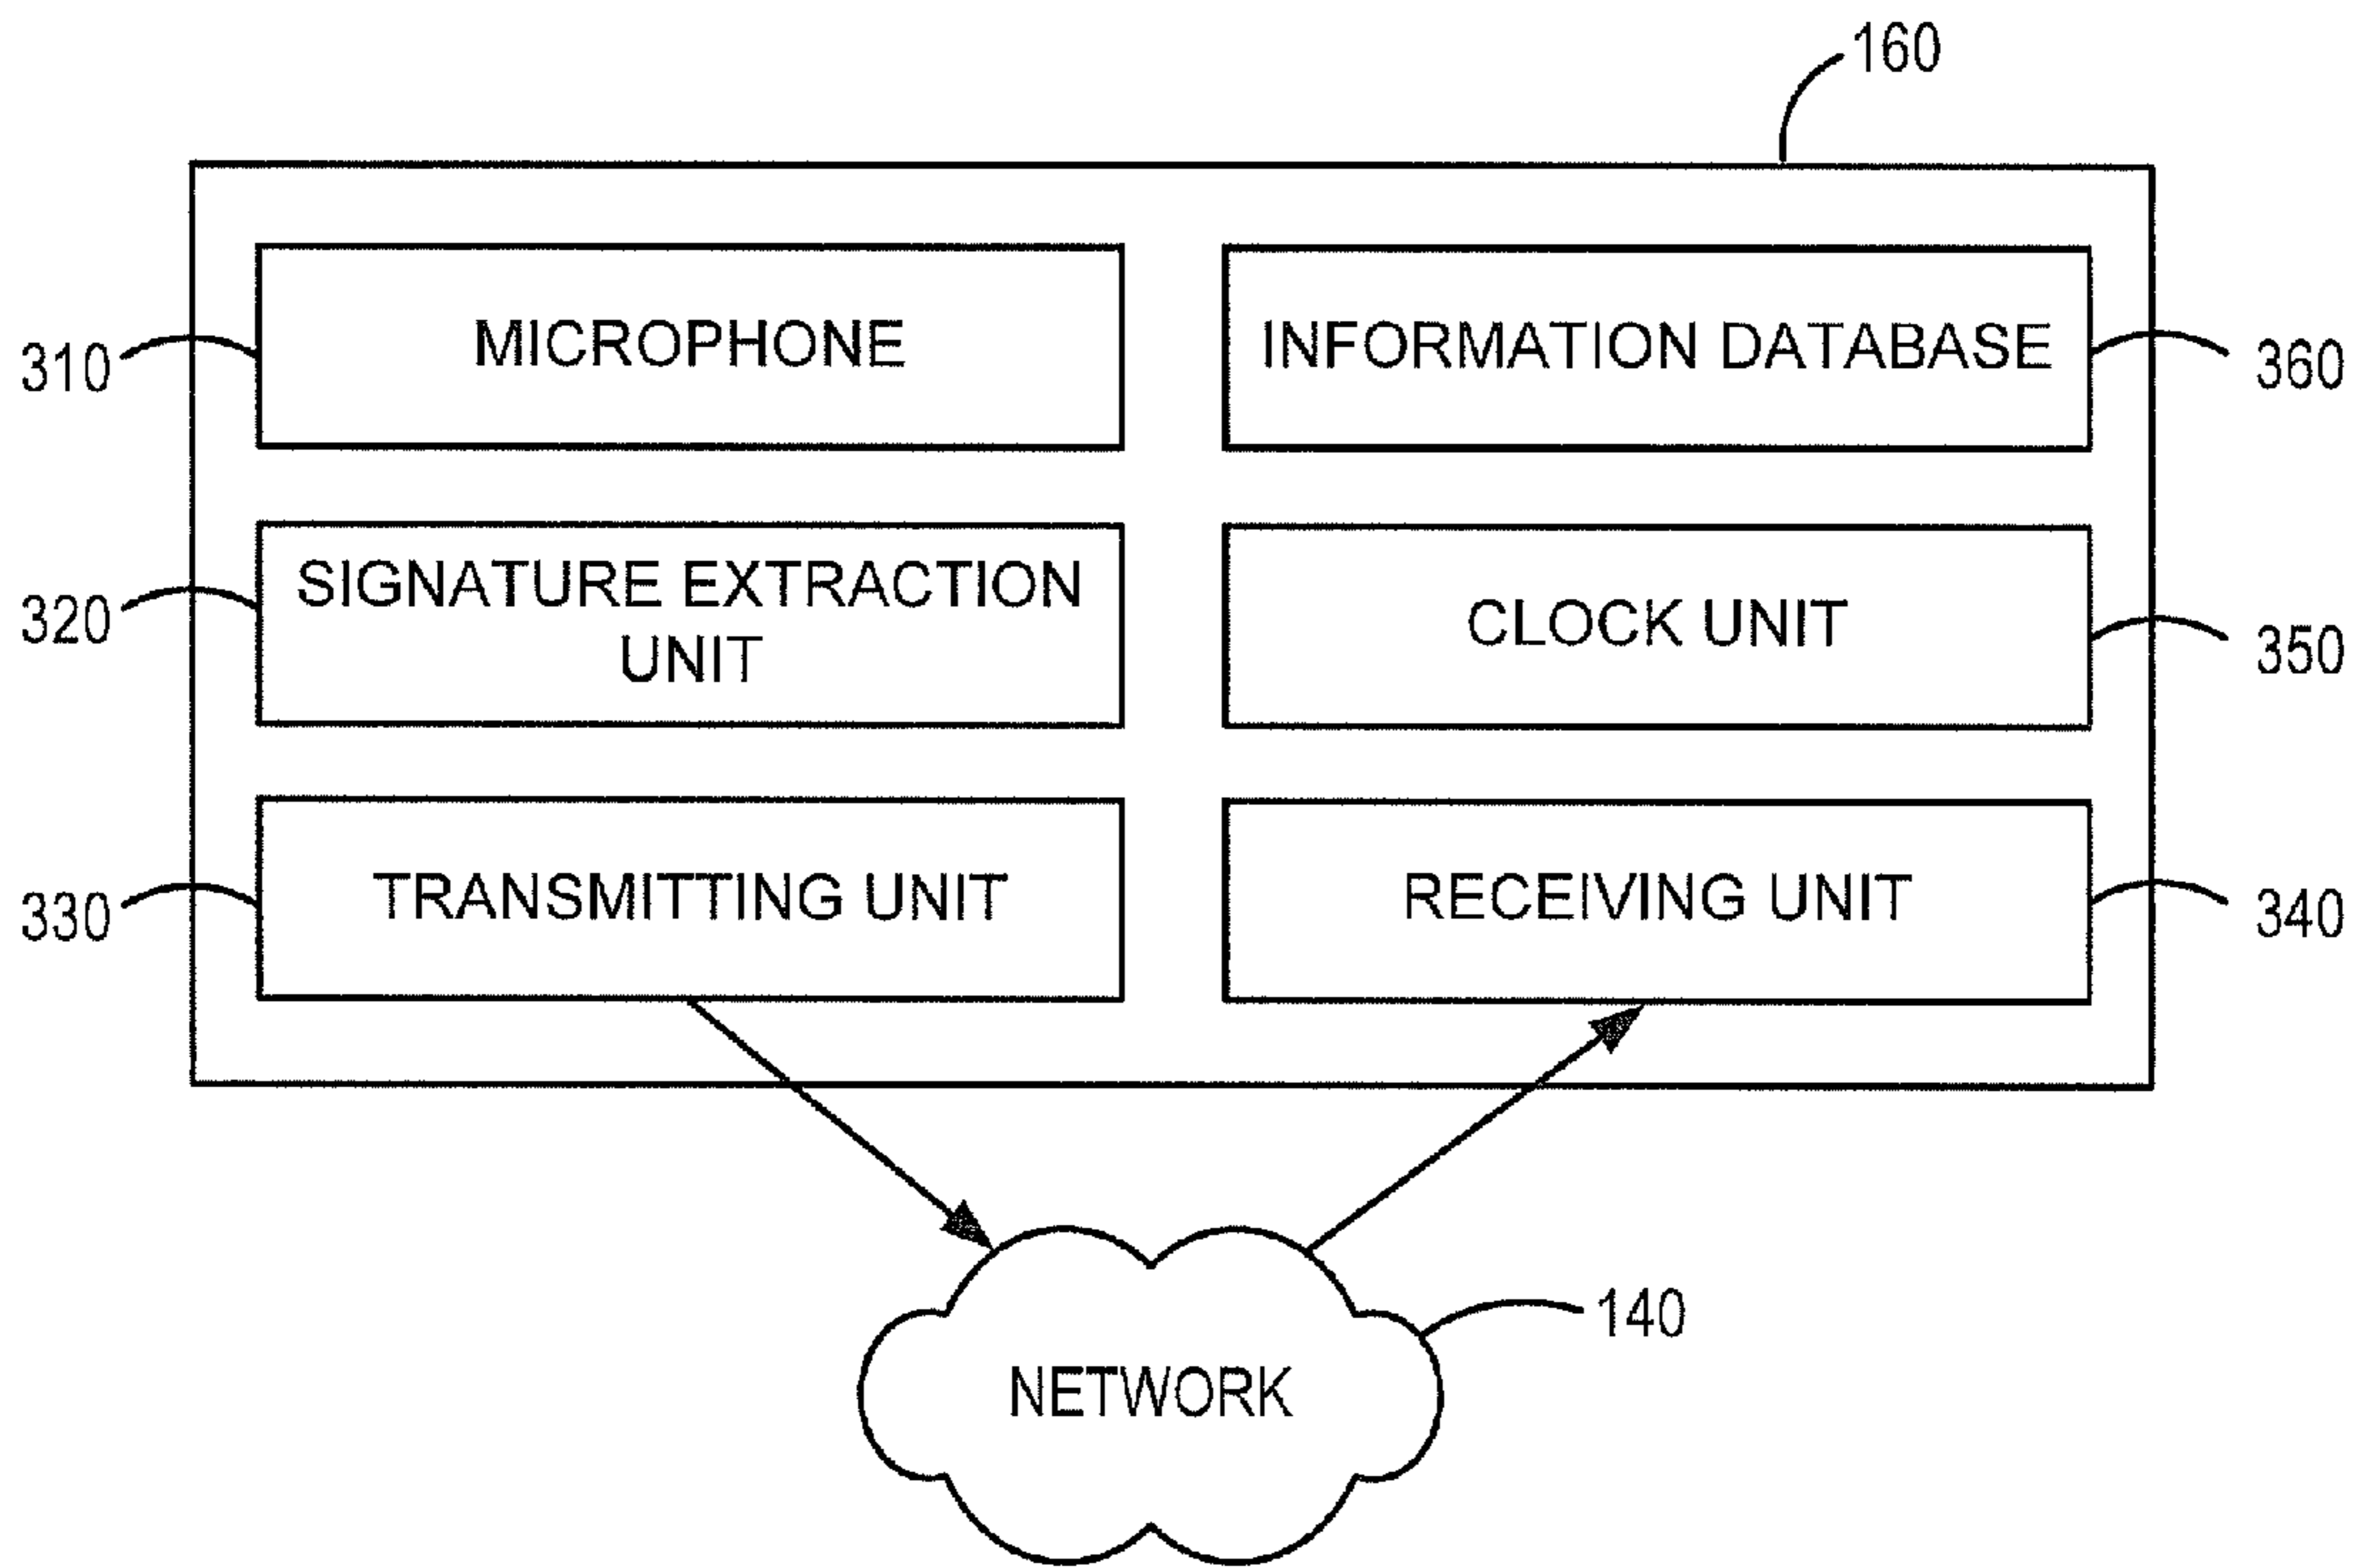 160
MICROPHONE
INFORMATION DATABASE
310
360
SIGNATURE EXTRACTION
UNIT
CLOCK UNIT
320
350
TRANSMITTING UNIT
RECEIVING UNIT
330
340
140
NETWORK